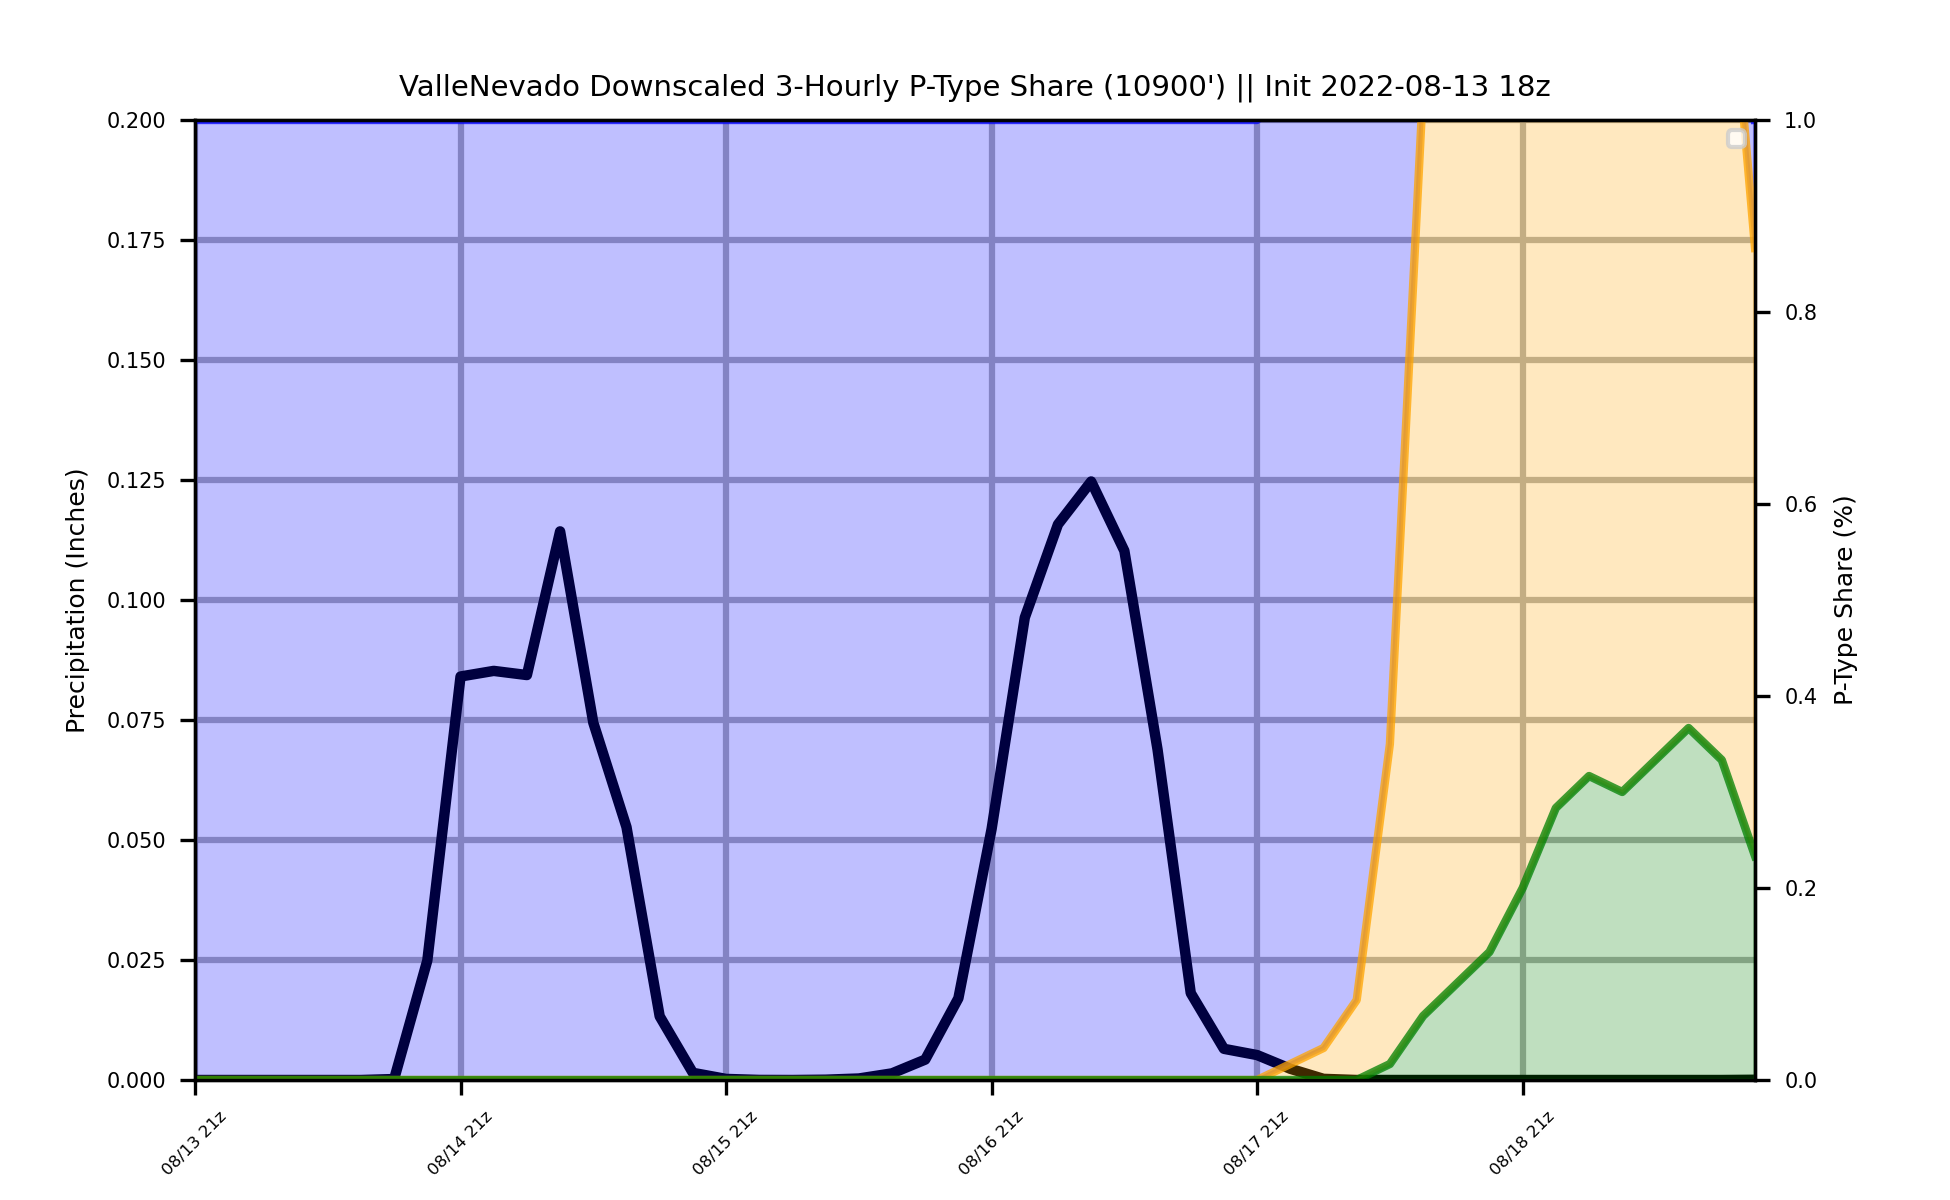 ValleNevado Downscaled 3-Hourly P-Type Share (10900') || Init 2022-08-13 18z
0.200
0.175
0.150
0.125
0.100
0.075
0.050
0.025
0.000
Precipitation (Inches)
1.0
0.8
0.6
0.4
0.2
0.0
P-Type Share (%)
08/13 21z
08/14 21z
08/15 21z
08/16 21z
08/17 21z
08/18 21z